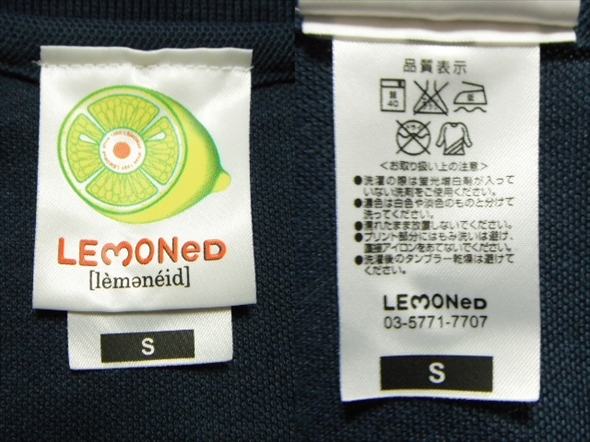 LEMONeD
[lèmənéid]
S
品質表示
弱
40
<お取り扱い上の注意>
●洗濯の際は蛍光増白剤が入って
いない洗剤をご使用ください。
●濃色は白色や淡色のものと分けて
洗ってください。
●濡れたまま放置しないでください。
●プリント部分にはもみ洗いは避け、
直接アイロンをあてないでください。
●洗濯後のタンブラー乾燥は避けて
ください。
LEMONeD
03-5771-7707
S